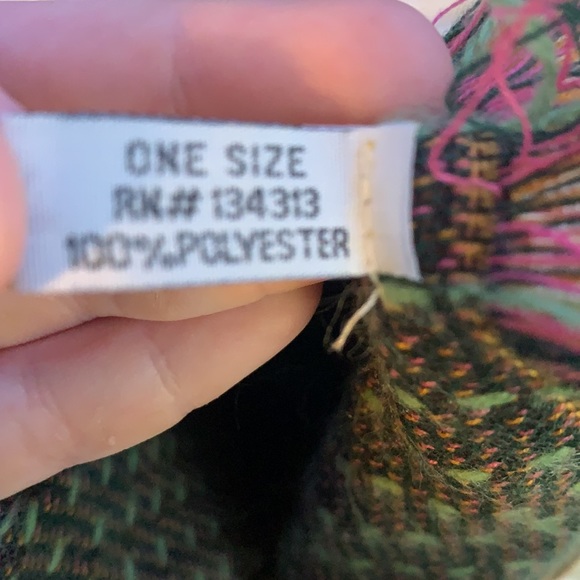 ONE SIZE
RN# 134313
100% POLYESTER